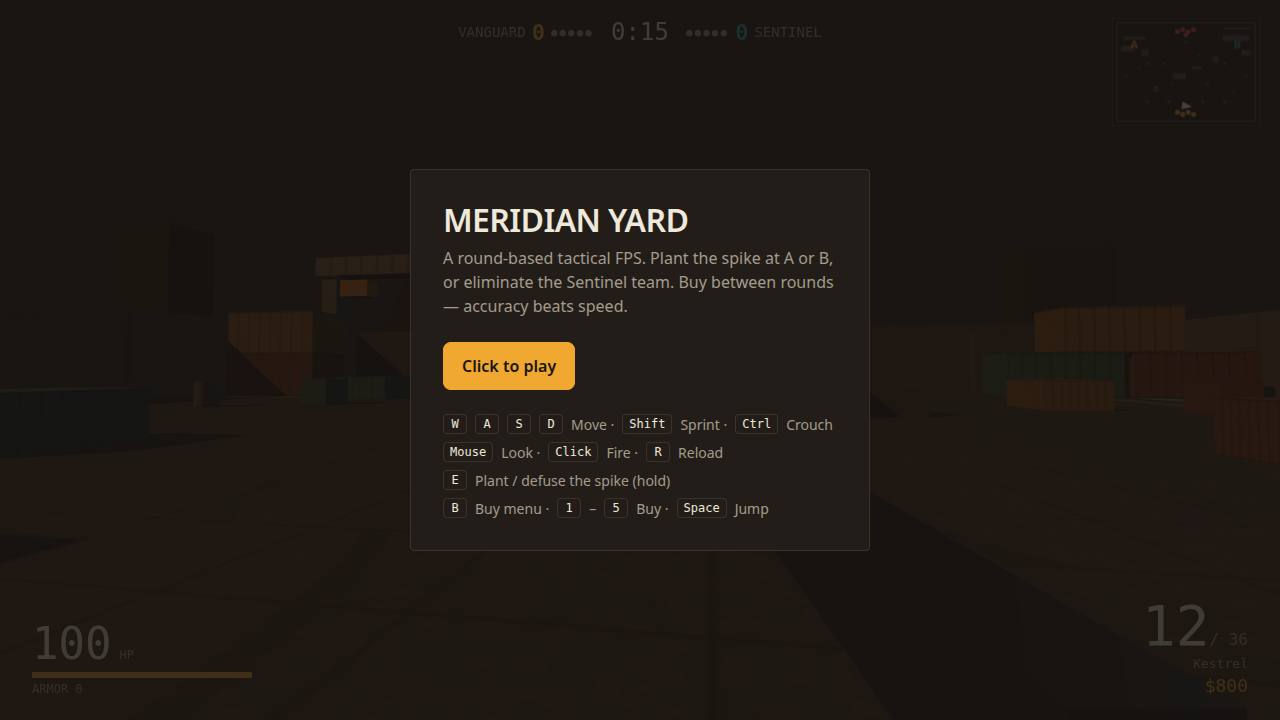 VANGUARD 0 ●●●●● 0:15 ●●●●● 0 SENTINEL
A B
MERIDIAN YARD
A round-based tactical FPS. Plant the spike at A or B,
or eliminate the Sentinel team. Buy between rounds
— accuracy beats speed.
Click to play
W A S D Move · Shift Sprint · Ctrl Crouch
Mouse Look · Click Fire · R Reload
E Plant / defuse the spike (hold)
B Buy menu · 1 – 5 Buy · Space Jump
100 HP
ARMOR 0
12 / 36
Kestrel
$800